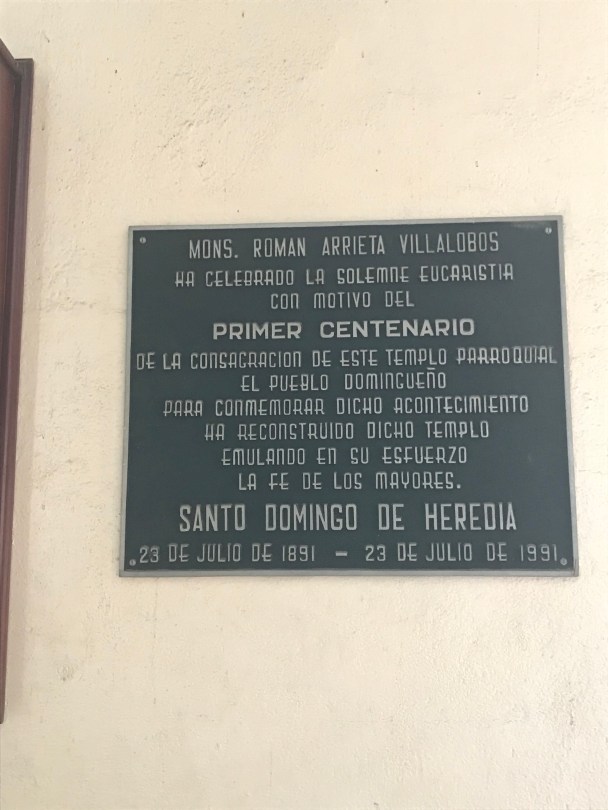 MONS. ROMAN ARRIETA VILLALOBOS
HA CELEBRADO LA SOLEMNE EUCARISTIA
CON MOTIVO DEL
PRIMER CENTENARIO
DE LA CONSAGRACION DE ESTE TEMPLO PARROQUIAL
EL PUEBLO DOMINGUEÑO
PARA CONMEMORAR DICHO ACONTECIMIENTO
HA RECONSTRUIDO DICHO TEMPLO
EMULANDO EN SU ESFUERZO
LA FE DE LOS MAYORES.
SANTO DOMINGO DE HEREDIA
23 DE JULIO DE 1891 - 23 DE JULIO DE 1991